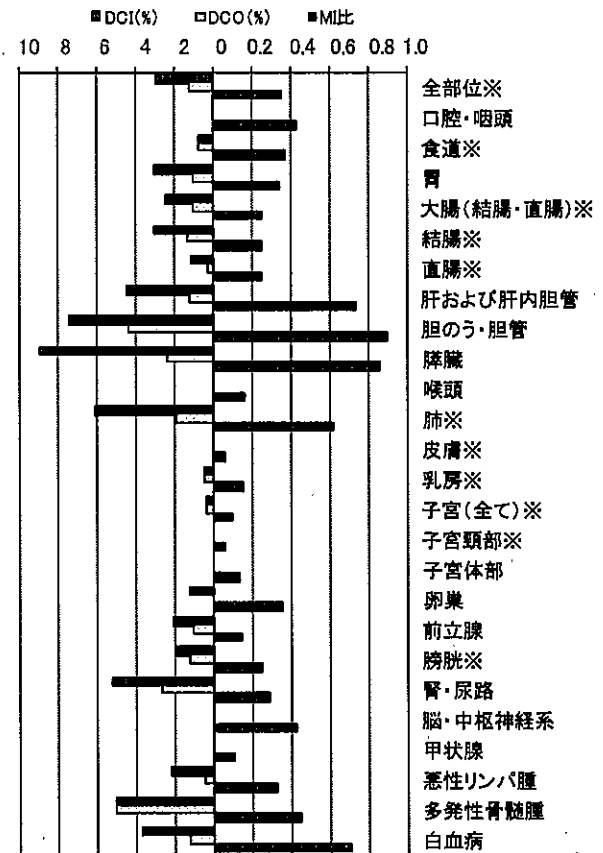 ■DCI(%) □DCO(%) ■MI比
10 8 6 4 2 0 0.2 0.4 0.6 0.8 1.0
全部位※
口腔・咽頭
食道※
胃
大腸(結腸・直腸)※
結腸※
直腸※
肝および肝内胆管
胆のう・胆管
膵臓
喉頭
肺※
皮膚※
乳房※
子宮(全て)※
子宮頸部※
子宮体部
卵巣
前立腺
膀胱※
腎・尿路
脳・中枢神経系
甲状腺
悪性リンパ腫
多発性骨髄腫
白血病